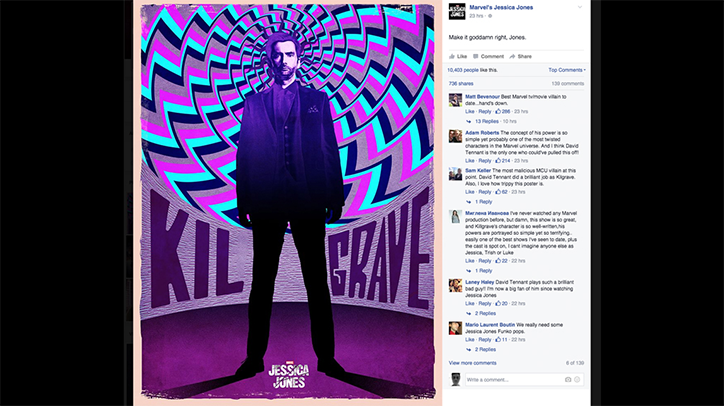 KILGRAVE
MARVEL
JESSICA
JONES
JESSICA
JONES
Marvel's Jessica Jones
23 hrs ·
Make it goddamn right, Jones.
Like Comment Share
10,403 people like this.
Top Comments
736 shares
139 comments
Matt Bevenour Best Marvel tv/movie villain to
date...hand's down.
Like · Reply · 266 · 23 hrs
13 Replies · 10 hrs
Adam Roberts The concept of his power is so
simple yet probably one of the most twisted
characters in the Marvel universe. And I think David
Tennant is the only one who could've pulled this off!
Like · Reply · 214 · 23 hrs
Sam Keller The most malicious MCU villain at this
point. David Tennant did a brilliant job as Kilgrave.
Also, I love how trippy this poster is.
Like · Reply · 62 · 23 hrs
1 Reply
Миглена Иванова I've never watched any Marvel
production before, but damn, this show is so great,
and Killgrave's character is so well-written,his
powers are portrayed so simple yet so terrifying..
easily one of the best shows I've seen to date, plus
the cast is spot on, I cant imagine anyone else as
Jessica, Trish or Luke
Like · Reply · 22 · 22 hrs
1 Reply
Laney Haley David Tennant plays such a brilliant
bad guy!! I'm now a big fan of him since watching
Jessica Jones
Like · Reply · 20 · 22 hrs
2 Replies
Mario Laurent Boutin We really need some
Jessica Jones Funko pops.
Like · Reply · 11 · 22 hrs
2 Replies
View more comments
8 of 139
Write a comment...